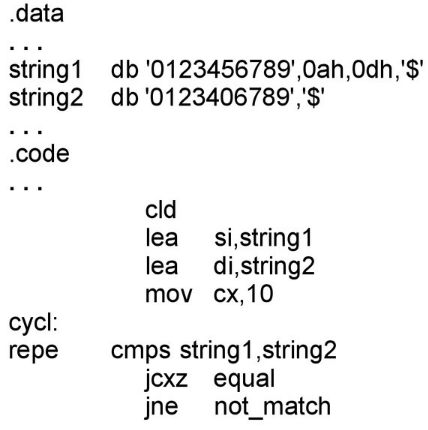 .data
. . .
string1 db '0123456789',0ah,0dh,'$'
string2 db '0123406789','$'
. . .
.code
. . .
cld
lea si,string1
lea di,string2
mov cx,10
cycl:
repe cmps string1,string2
jcxz equal
jne not_match